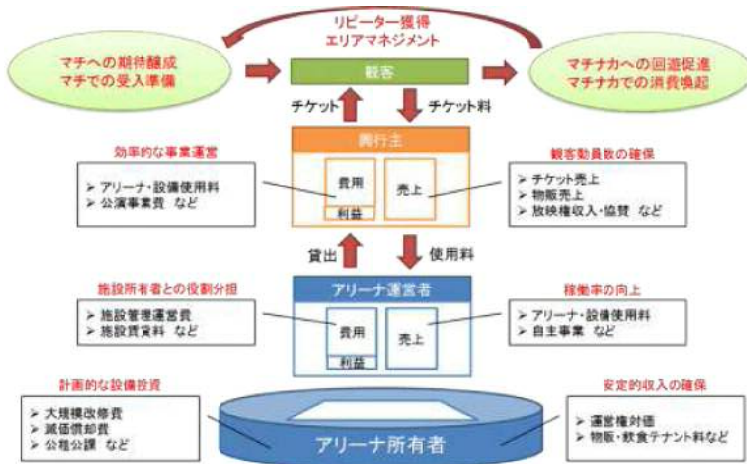 リピーター獲得
エリアマネジメント
マチへの期待醸成
マチでの受入準備
観客
マチナカへの回遊促進
マチナカでの消費喚起
チケット
チケット料
興行主
効率的な事業運営
➢ アリーナ・設備使用料
➢ 公演事業費 など
費用
利益
売上
観客動員数の確保
➢ チケット売上
➢ 物販売上
➢ 放映権収入・協賛 など
貸出
使用料
アリーナ運営者
施設所有者との役割分担
➢ 施設管理運営費
➢ 施設賃貸料 など
費用
利益
売上
稼働率の向上
➢ アリーナ・設備使用料
➢ 自主事業 など
計画的な設備投資
➢ 大規模改修費
➢ 減価償却費
➢ 公租公課 など
アリーナ所有者
安定的収入の確保
➢ 運営権対価
➢ 物販・飲食テナント料など